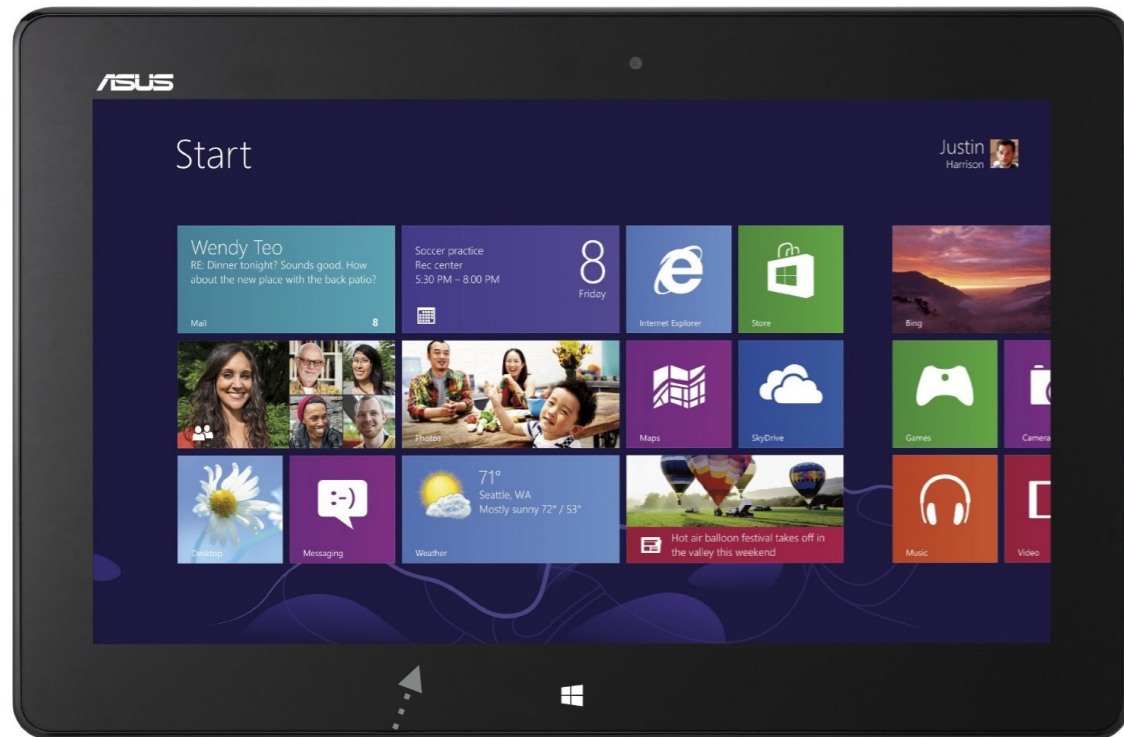 ASUS
Start
Justin
Harrison
Wendy Teo
RE: Dinner tonight? Sounds good. How
about the new place with the back patio?
Mail
8
Soccer practice
Rec center
5:30 PM – 8:00 PM
8
Friday
Internet Explorer
Store
Bing
Photos
Maps
SkyDrive
Games
Camera
Desktop
Messaging
71°
Seattle, WA
Mostly sunny 72° / 53°
Weather
Hot air balloon festival takes off in
the valley this weekend
Music
Video